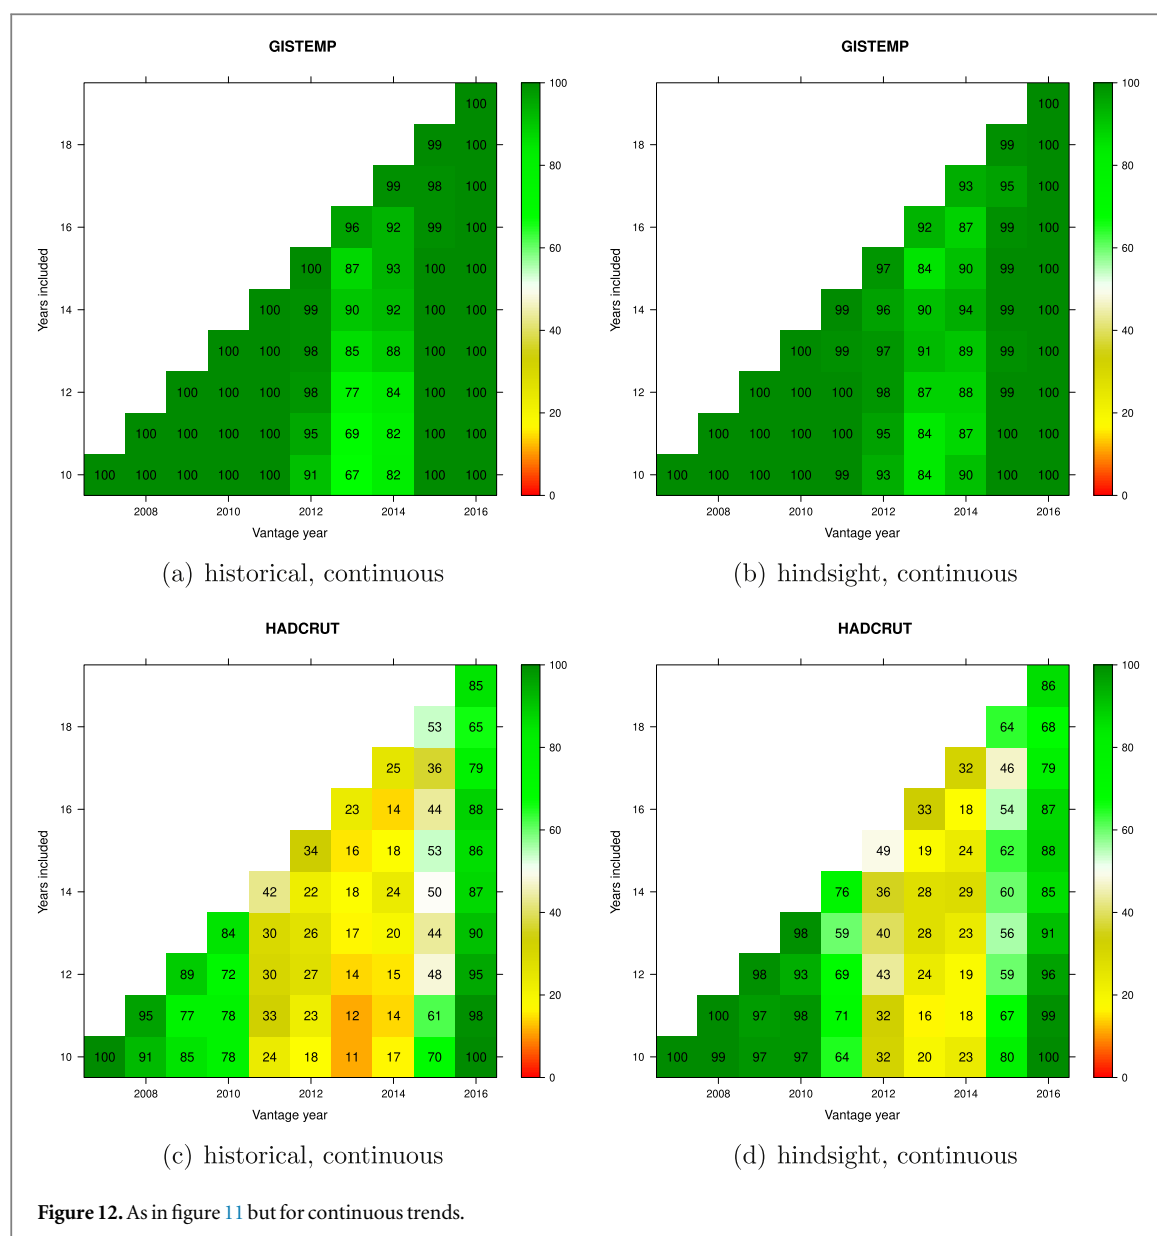 GISTEMP
100
99 100
99 98 100
96 92 99 100
100 87 93 100 100
100 99 90 92 100 100
100 100 98 85 88 100 100
100 100 100 98 77 84 100 100
100 100 100 100 95 69 82 100 100
100 100 100 100 100 91 67 82 100 100
18
16
14
12
10
Years included
2008 2010 2012 2014 2016
Vantage year
100
80
60
40
20
0
(a) historical, continuous
GISTEMP
100
99 100
93 95 100
92 87 99 100
97 84 90 99 100
99 96 90 94 99 100
100 99 97 91 89 99 100
100 100 100 98 87 88 99 100
100 100 100 100 95 84 87 100 100
100 100 100 100 99 93 84 90 100 100
18
16
14
12
10
Years included
2008 2010 2012 2014 2016
Vantage year
100
80
60
40
20
0
(b) hindsight, continuous
HADCRUT
85
53 65
25 36 79
23 14 44 88
34 16 18 53 86
42 22 18 24 50 87
84 30 26 17 20 44 90
89 72 30 27 14 15 48 95
95 77 78 33 23 12 14 61 98
100 91 85 78 24 18 11 17 70 100
18
16
14
12
10
Years included
2008 2010 2012 2014 2016
Vantage year
100
80
60
40
20
0
(c) historical, continuous
HADCRUT
86
64 68
32 46 79
33 18 54 87
49 19 24 62 88
76 36 28 29 60 85
98 59 40 28 23 56 91
98 93 69 43 24 19 59 96
100 97 98 71 32 16 18 67 99
100 99 97 97 64 32 20 23 80 100
18
16
14
12
10
Years included
2008 2010 2012 2014 2016
Vantage year
100
80
60
40
20
0
(d) hindsight, continuous
Figure 12. As in figure 11 but for continuous trends.